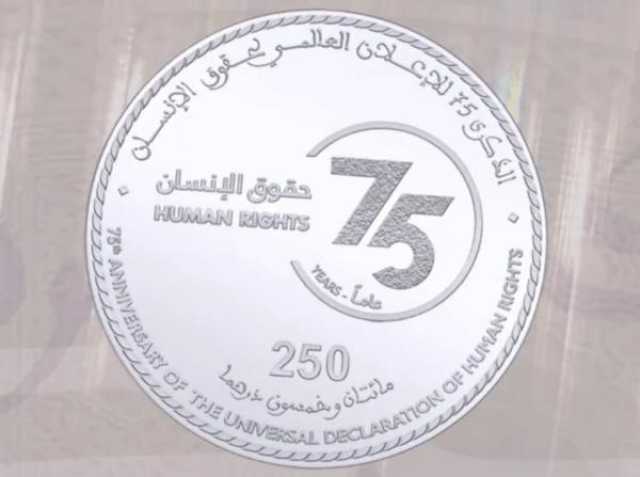 الذكرى 75 للإعلان العالمي لحقوق الإنسان
حقوق الإنسان
HUMAN RIGHTS
75
YEARS - عاماً
250
مائتان وخمسون درهما
75th ANNIVERSARY OF THE UNIVERSAL DECLARATION OF HUMAN RIGHTS